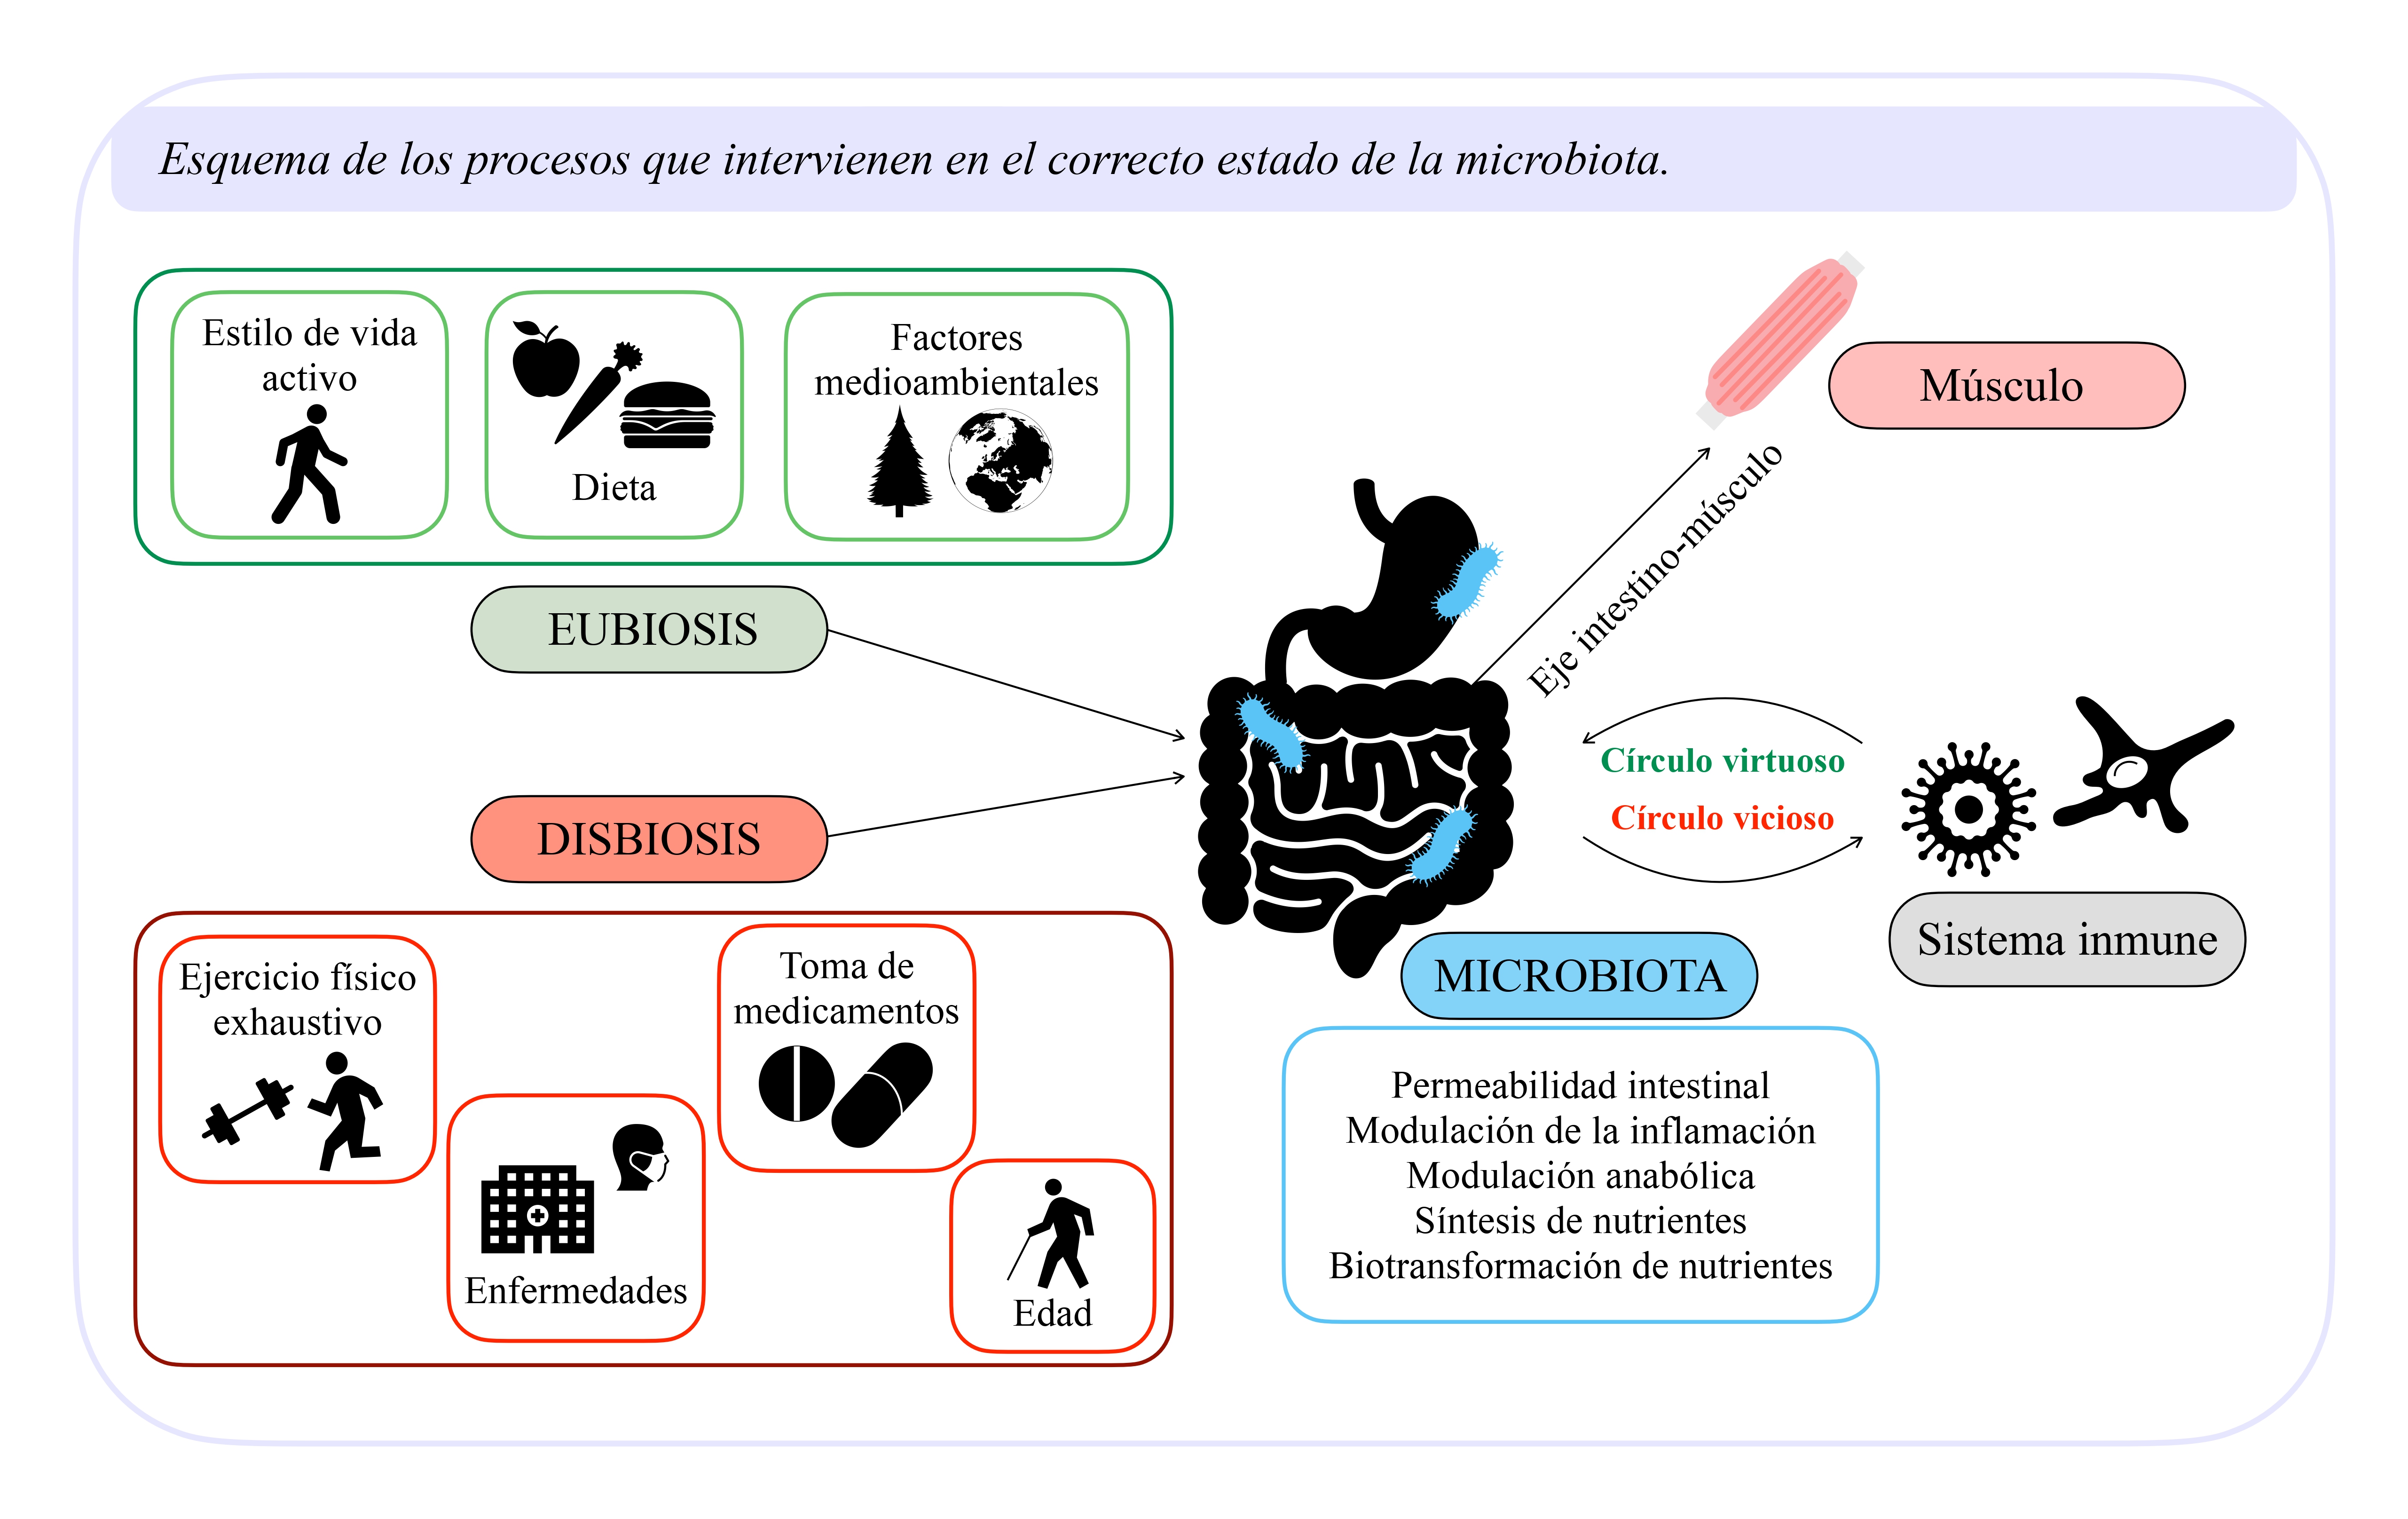 Esquema de los procesos que intervienen en el correcto estado de la microbiota.
Estilo de vida
activo
Dieta
Factores
medioambientales
EUBIOSIS
DISBIOSIS
Ejercicio físico
exhaustivo
Enfermedades
Toma de
medicamentos
Edad
Músculo
Eje intestino-músculo
Círculo virtuoso
Círculo vicioso
Sistema inmune
MICROBIOTA
Permeabilidad intestinal
Modulación de la inflamación
Modulación anabólica
Síntesis de nutrientes
Biotransformación de nutrientes